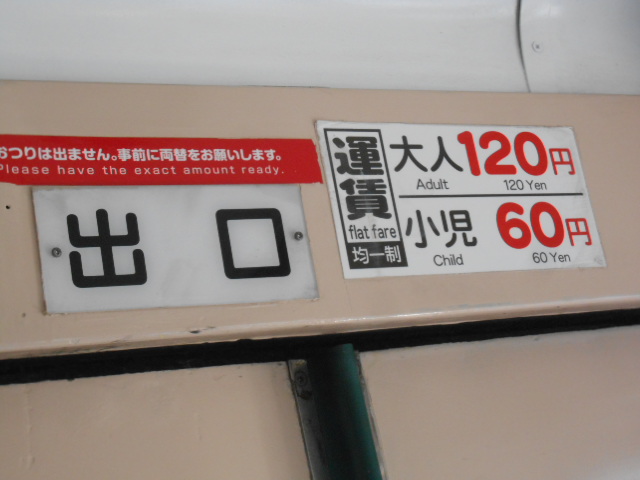 おつりは出ません。事前に両替をお願いします。
Please have the exact amount ready.
出口
運賃
flat fare
均一制
大人120円
Adult 120 Yen
小児60円
Child 60 Yen